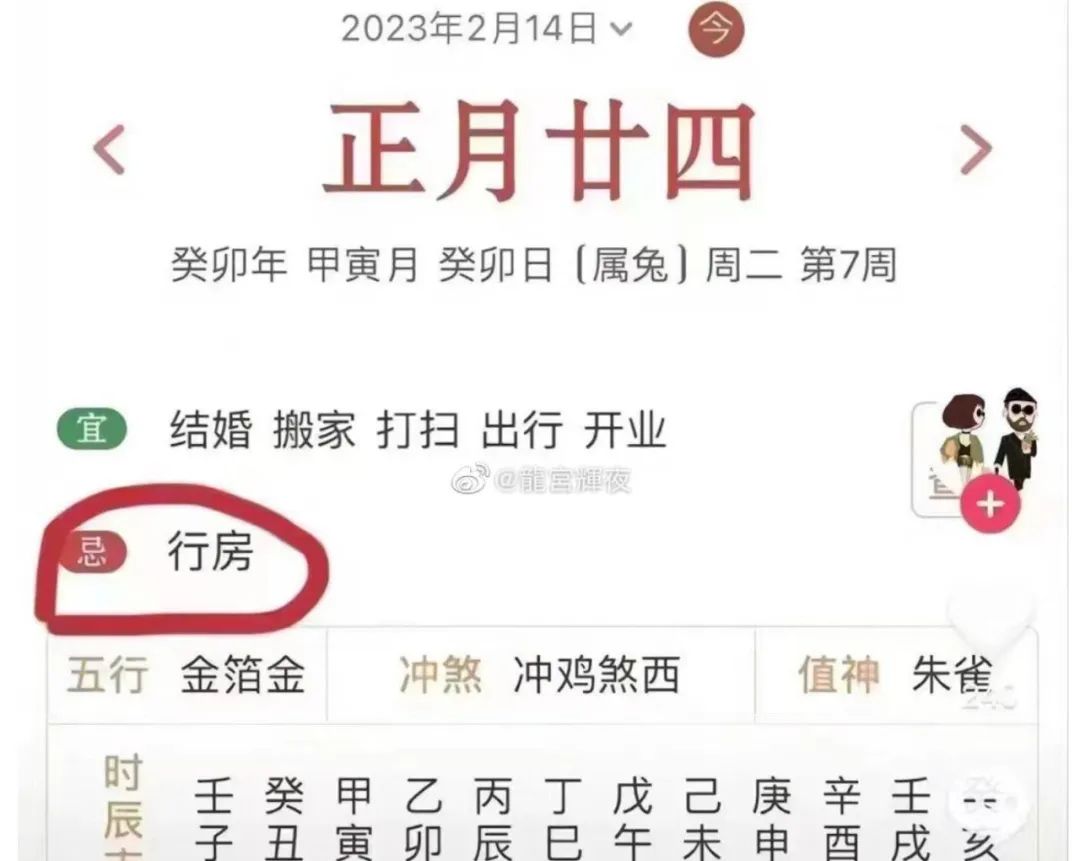 2023年2月14日
今
正月廿四
癸卯年 甲寅月 癸卯日 [属兔] 周二 第7周
宜 结婚 搬家 打扫 出行 开业
@龍宮輝夜
忌 行房
五行 金箔金 冲煞 冲鸡煞西 值神 朱雀
时辰
壬子 癸丑 甲寅 乙卯 丙辰 丁巳 戊午 己未 庚申 辛酉 壬戌 癸亥